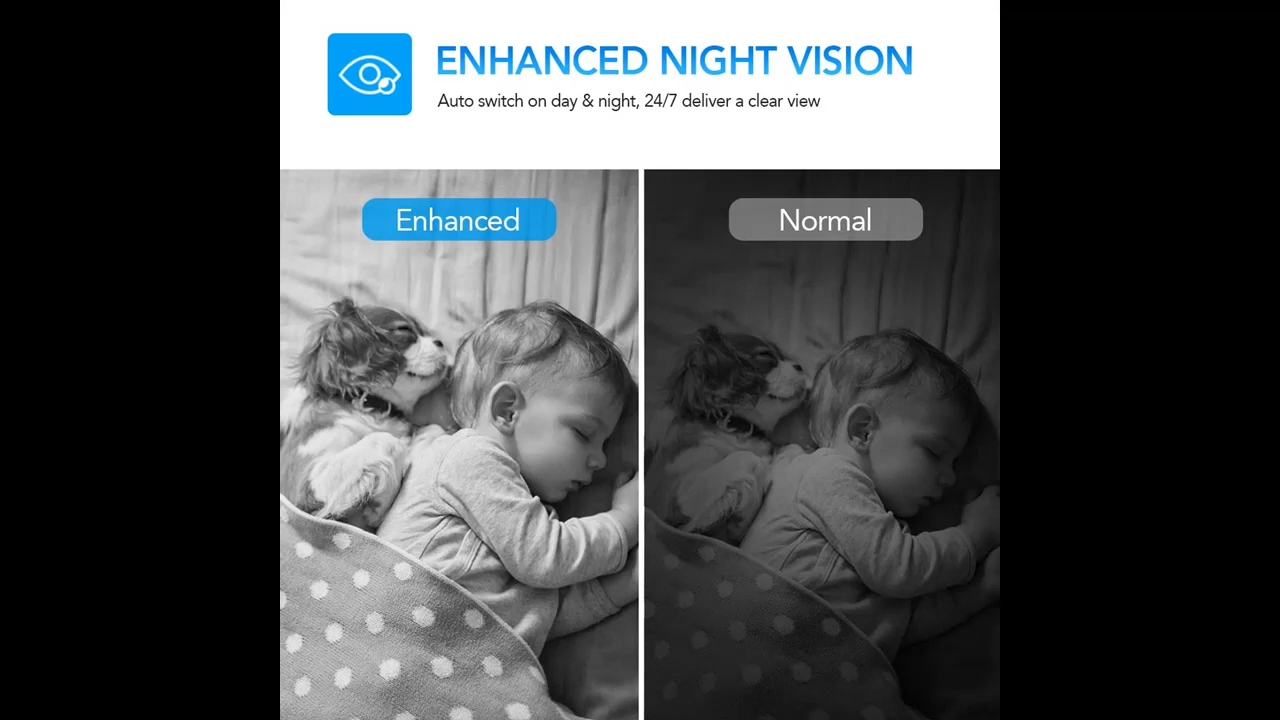 ENHANCED NIGHT VISION
Auto switch on day & night, 24/7 deliver a clear view
Enhanced
Normal